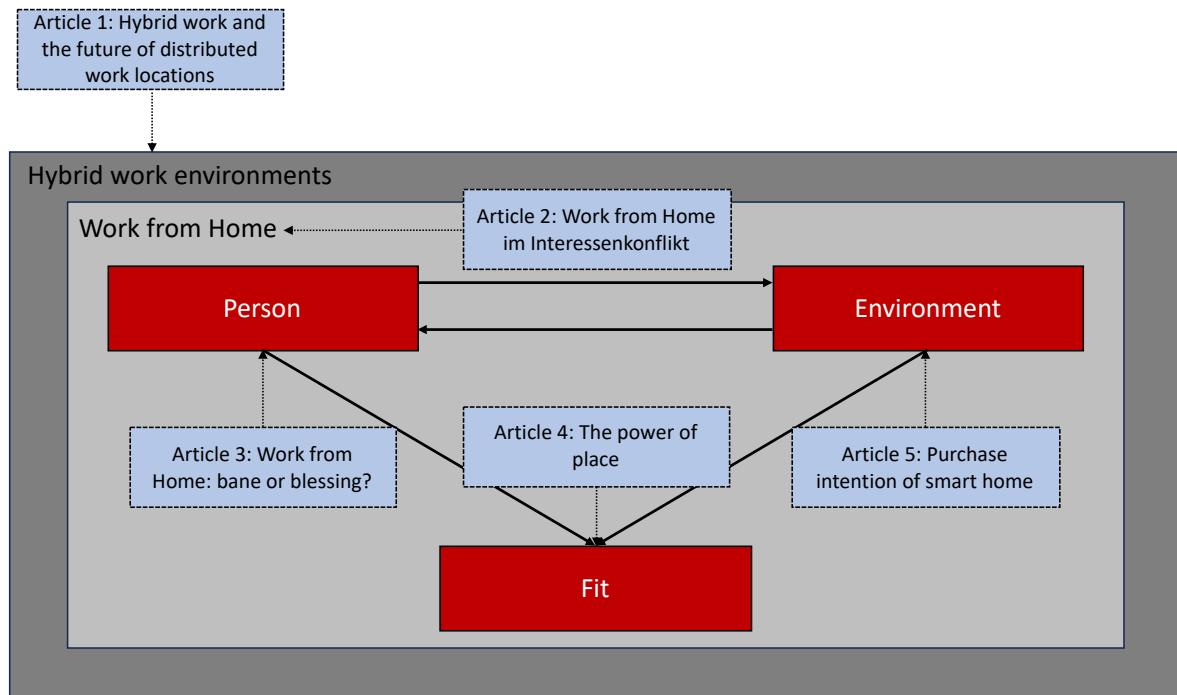 Article 1: Hybrid work and
the future of distributed
work locations
Hybrid work environments
Work from Home
Article 2: Work from Home
im Interessenkonflikt
Person
Environment
Article 3: Work from
Home: bane or blessing?
Article 4: The power of
place
Article 5: Purchase
intention of smart home
Fit